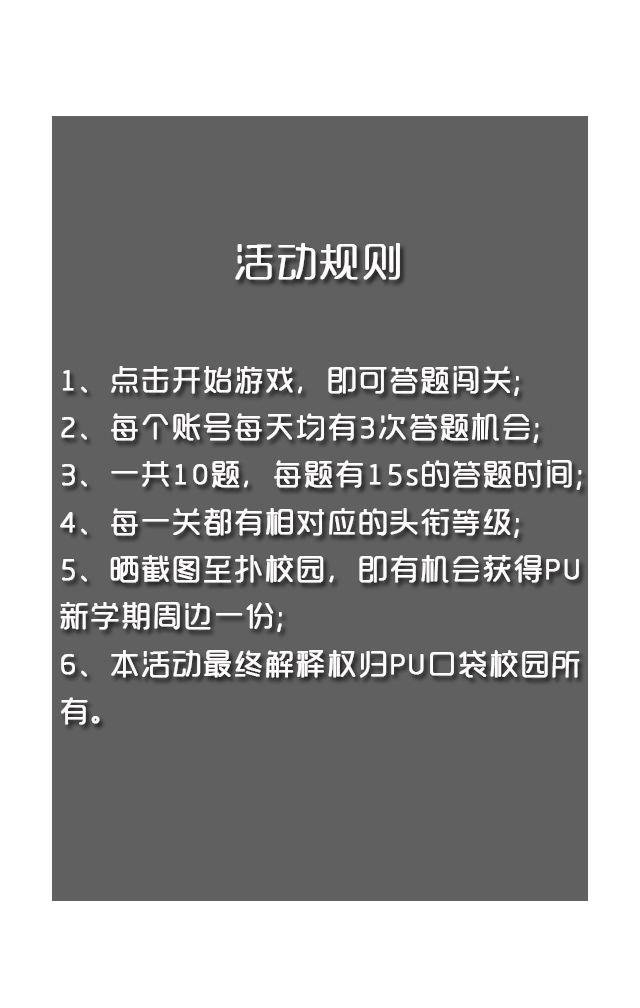 活动规则
1、点击开始游戏，即可答题闯关;
2、每个账号每天均有3次答题机会;
3、一共10题，每题有15s的答题时间;
4、每一关都有相对应的头衔等级;
5、晒截图至扑校园，即有机会获得PU
新学期周边一份;
6、本活动最终解释权归PU口袋校园所
有。